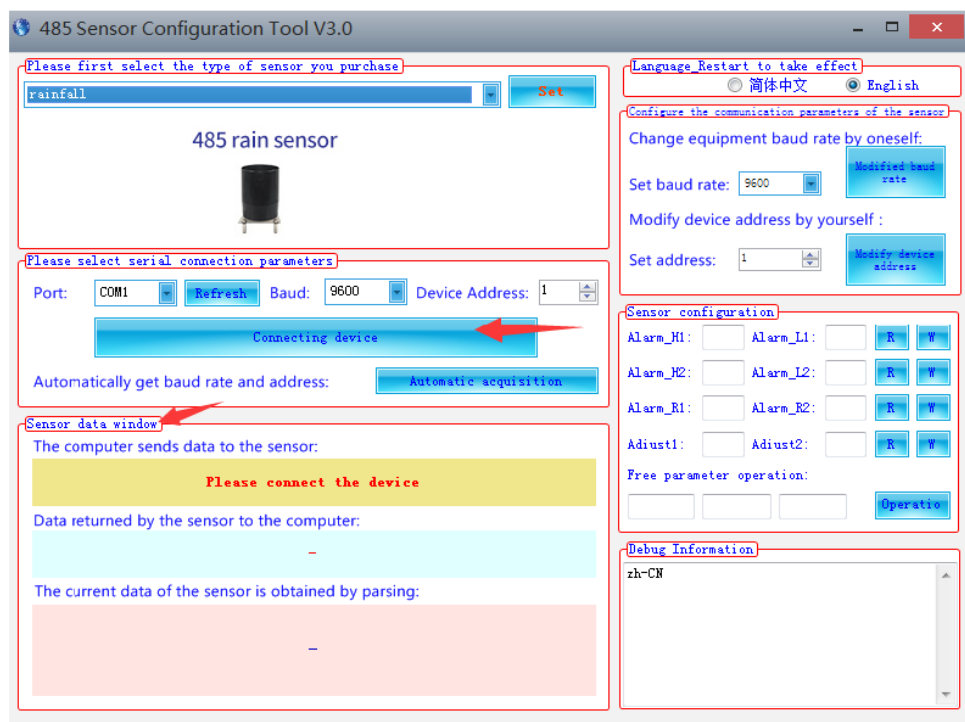 485 Sensor Configuration Tool V3.0
Please first select the type of sensor you purchase
rainfall
Set
485 rain sensor
Please select serial connection parameters
Port: COM1 Refresh Baud: 9600 Device Address: 1
Connecting device
Automatically get baud rate and address: Automatic acquisition
Sensor data window
The computer sends data to the sensor:
Please connect the device
Data returned by the sensor to the computer:
–
The current data of the sensor is obtained by parsing:
–
Language_Restart to take effect
简体中文 English
Configure the communication parameters of the sensor
Change equipment baud rate by oneself:
Set baud rate: 9600
Modified baud
rate
Modify device address by yourself :
Set address: 1
Modify device
address
Sensor configuration
Alarm_H1: Alarm_L1: R W
Alarm_H2: Alarm_L2: R W
Alarm_R1: Alarm_R2: R W
Adiust1: Adiust2: R W
Free parameter operation:
Operatio
Debug Information
zh-CN